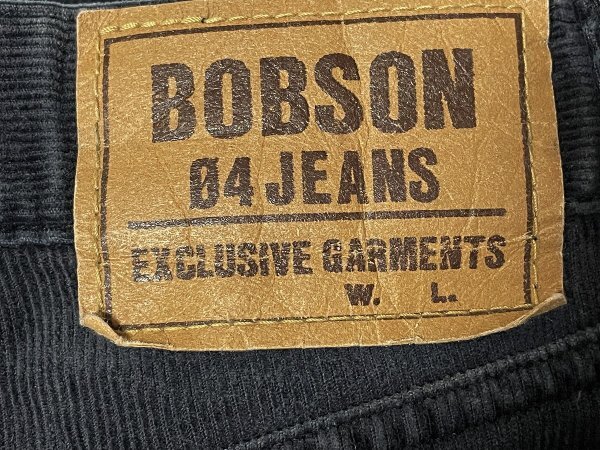 BOBSON
Ø4 JEANS
EXCLUSIVE GARMENTS
W. L.